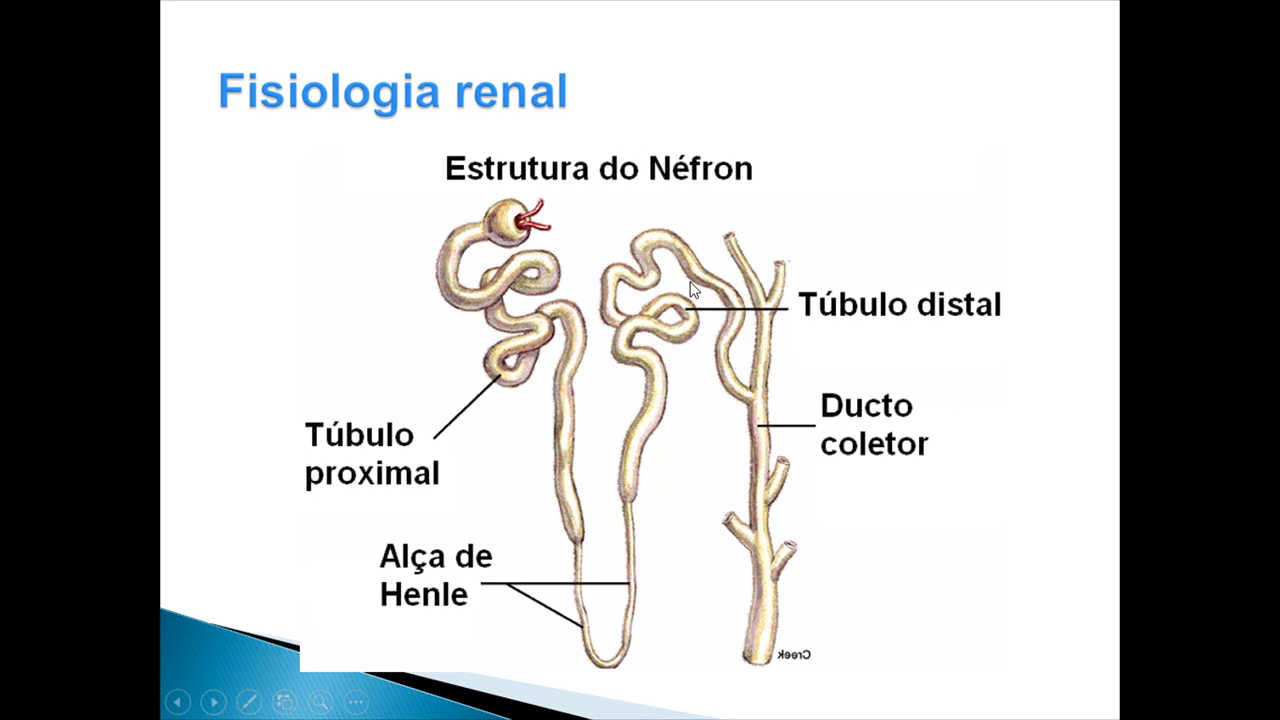 Fisiologia renal
Estrutura do Néfron
Túbulo distal
Ducto
coletor
Túbulo
proximal
Alça de
Henle
Creek